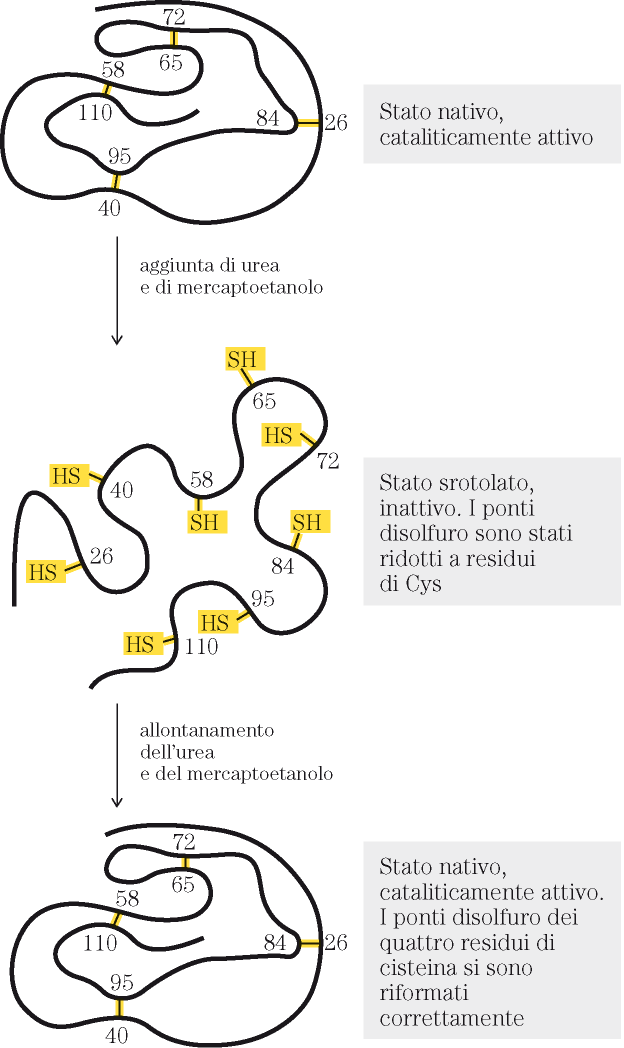 72
65
58
110
84
26
95
40
Stato nativo,
cataliticamente attivo
aggiunta di urea
e di mercaptoetanolo
SH
65
HS
72
HS
40
58
SH
SH
84
HS
26
95
HS
HS
110
Stato srotolato,
inattivo. I ponti
disolfuro sono stati
ridotti a residui
di Cys
allontanamento
dell'urea
e del mercaptoetanolo
72
65
58
110
84
26
95
40
Stato nativo,
cataliticamente attivo.
I ponti disolfuro dei
quattro residui di
cisteina si sono
riformati
correttamente